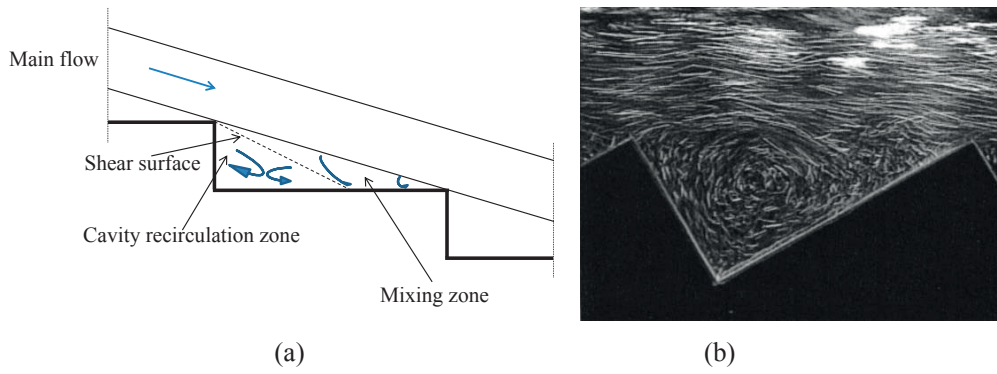 Main flow
Shear surface
Cavity recirculation zone
Mixing zone
(a)
(b)